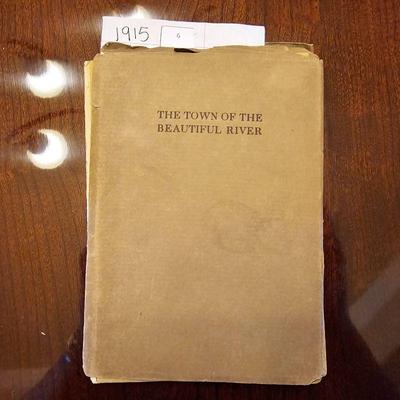 1915
6
THE TOWN OF THE
BEAUTIFUL RIVER